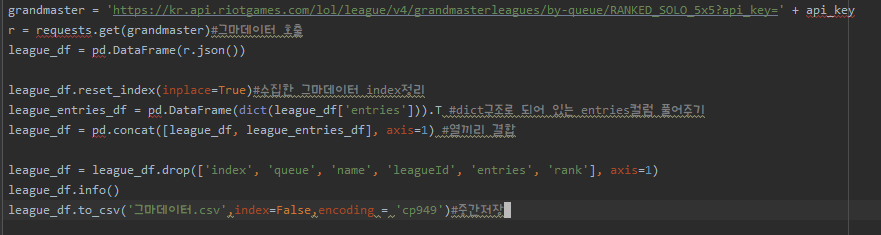 grandmaster = 'https://kr.api.riotgames.com/lol/league/v4/grandmasterleagues/by-queue/RANKED_SOLO_5x5?api_key=' + api_key
r = requests.get(grandmaster)#그마데이터 호출
league_df = pd.DataFrame(r.json())
league_df.reset_index(inplace=True)#수집한 그마데이터 index정리
league_entries_df = pd.DataFrame(dict(league_df['entries'])).T #dict구조로 되어 있는 entries컬럼 풀어주기
league_df = pd.concat([league_df, league_entries_df], axis=1) #열끼리 결합
league_df = league_df.drop(['index', 'queue', 'name', 'leagueId', 'entries', 'rank'], axis=1)
league_df.info()
league_df.to_csv('그마데이터.csv',index=False,encoding = 'cp949')#중간저장